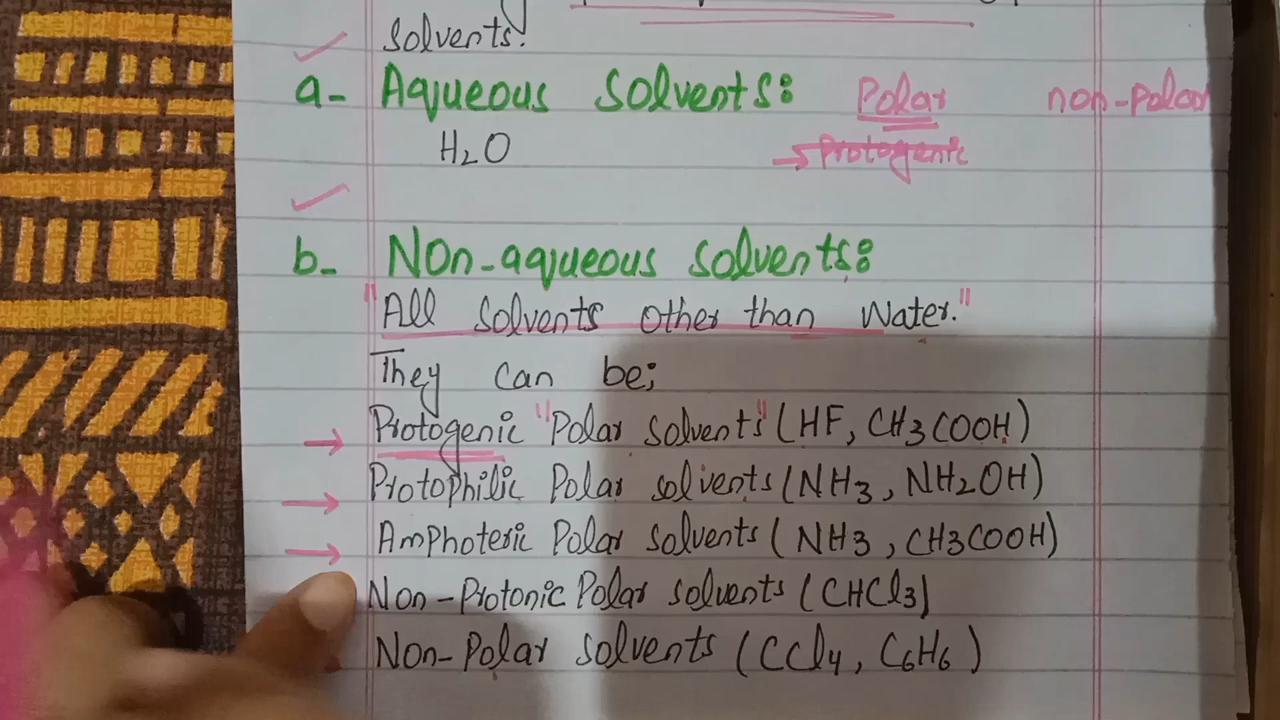 solvents.
a- Aqueous solvents: Polar non-polar
H2O → Protogenic
b- Non-aqueous solvents:
"All Solvents other than Water."
They can be;
→ Protogenic "Polar solvents" (HF, CH3COOH)
→ Protophilic Polar solvents (NH3, NH2OH)
→ Amphoteric Polar solvents (NH3, CH3COOH)
Non-Protonic Polar solvents (CHCl3)
Non-Polar solvents (CCl4, C6H6)